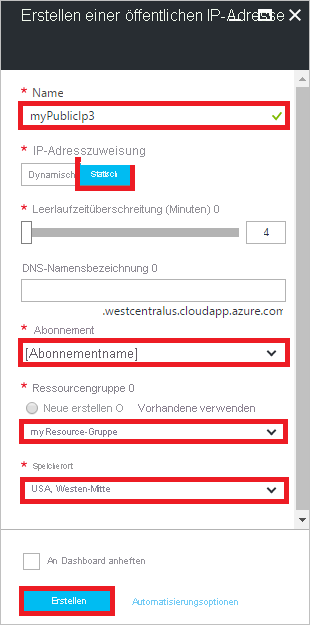 Erstellen einer öffentlichen IP-Adresse
* Name
myPublicIp3
* IP-Adresszuweisung
Dynamisch Statisch
* Leerlaufzeitüberschreitung (Minuten) 0
4
DNS-Namensbezeichnung 0
.westcentralus.cloudapp.azure.com
* Abonnement
[Abonnementname]
* Ressourcengruppe 0
Neue erstellen O Vorhandene verwenden
my Resource-Gruppe
* Speicherort
USA, Westen-Mitte
An Dashboard anheften
Erstellen Automatisierungsoptionen